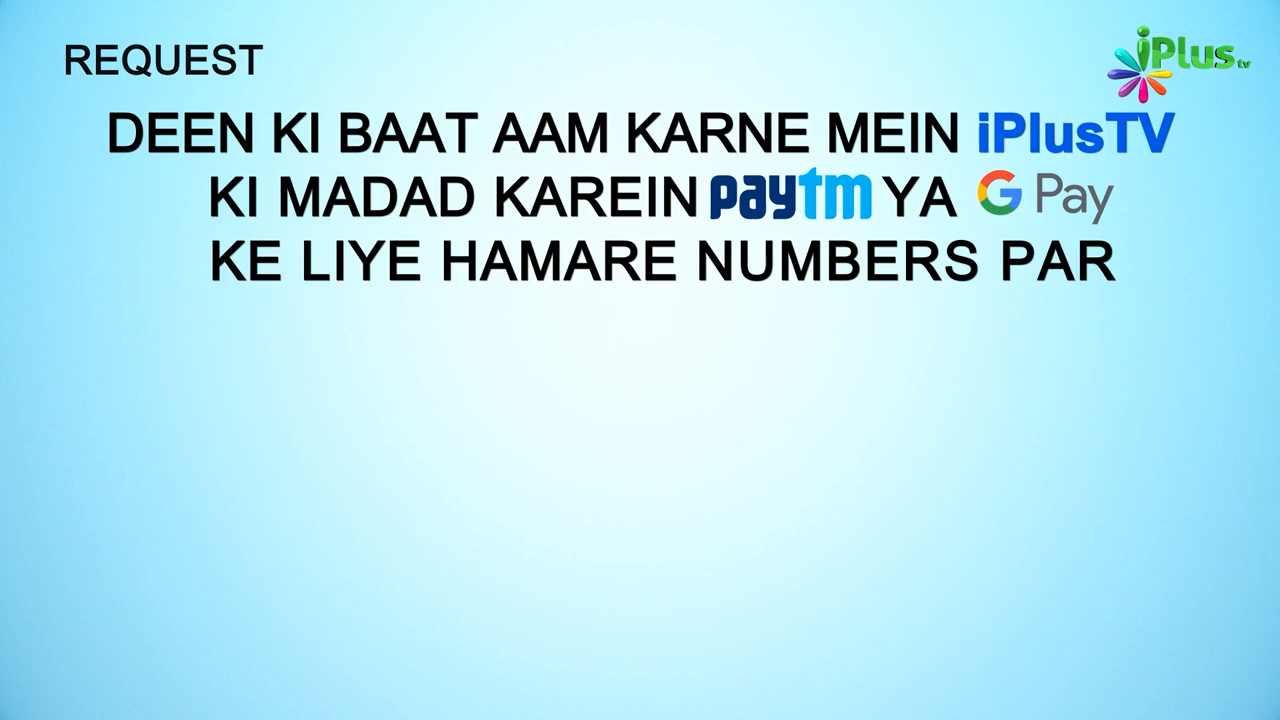 REQUEST
iPlus tv
DEEN KI BAAT AAM KARNE MEIN iPlusTV
KI MADAD KAREIN paytm YA G Pay
KE LIYE HAMARE NUMBERS PAR